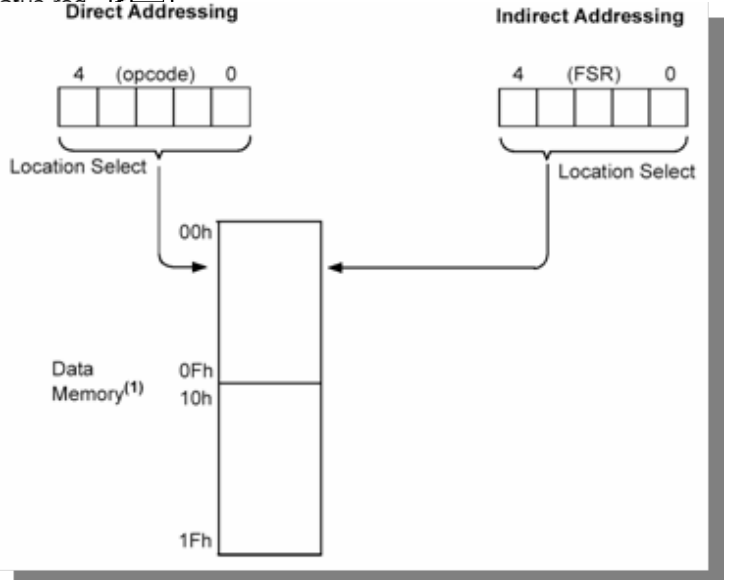 Direct Addressing
Indirect Addressing
4 (opcode) 0
4 (FSR) 0
Location Select
Location Select
00h
Data
Memory(1)
0Fh
10h
1Fh